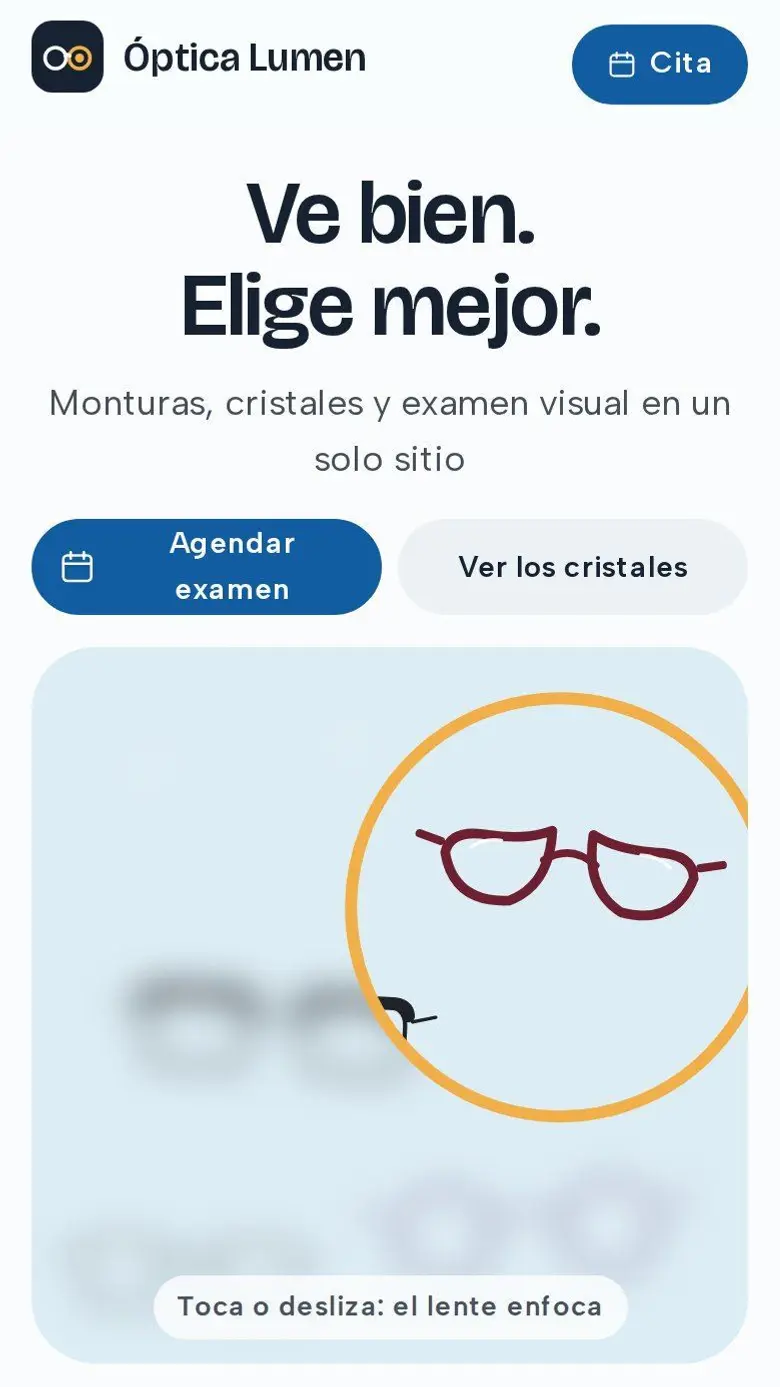 Óptica Lumen
Cita
Ve bien.
Elige mejor.
Monturas, cristales y examen visual en un
solo sitio
Agendar
examen
Ver los cristales
Toca o desliza: el lente enfoca